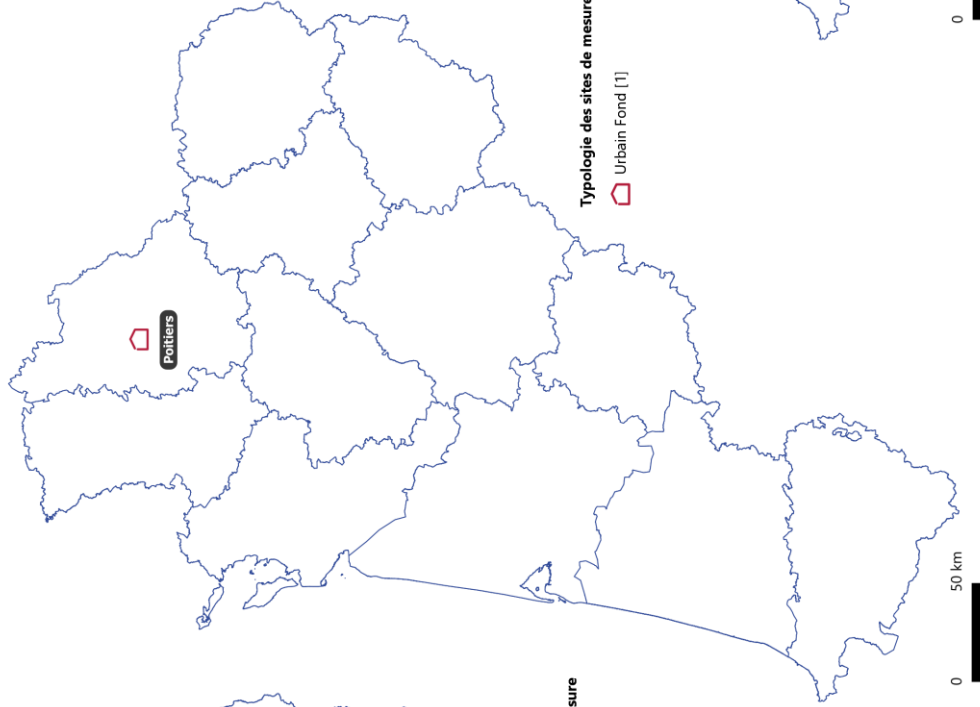 Poitiers
Typologie des sites de mesure
Urbain Fond [1]
sure
0
50 km
0